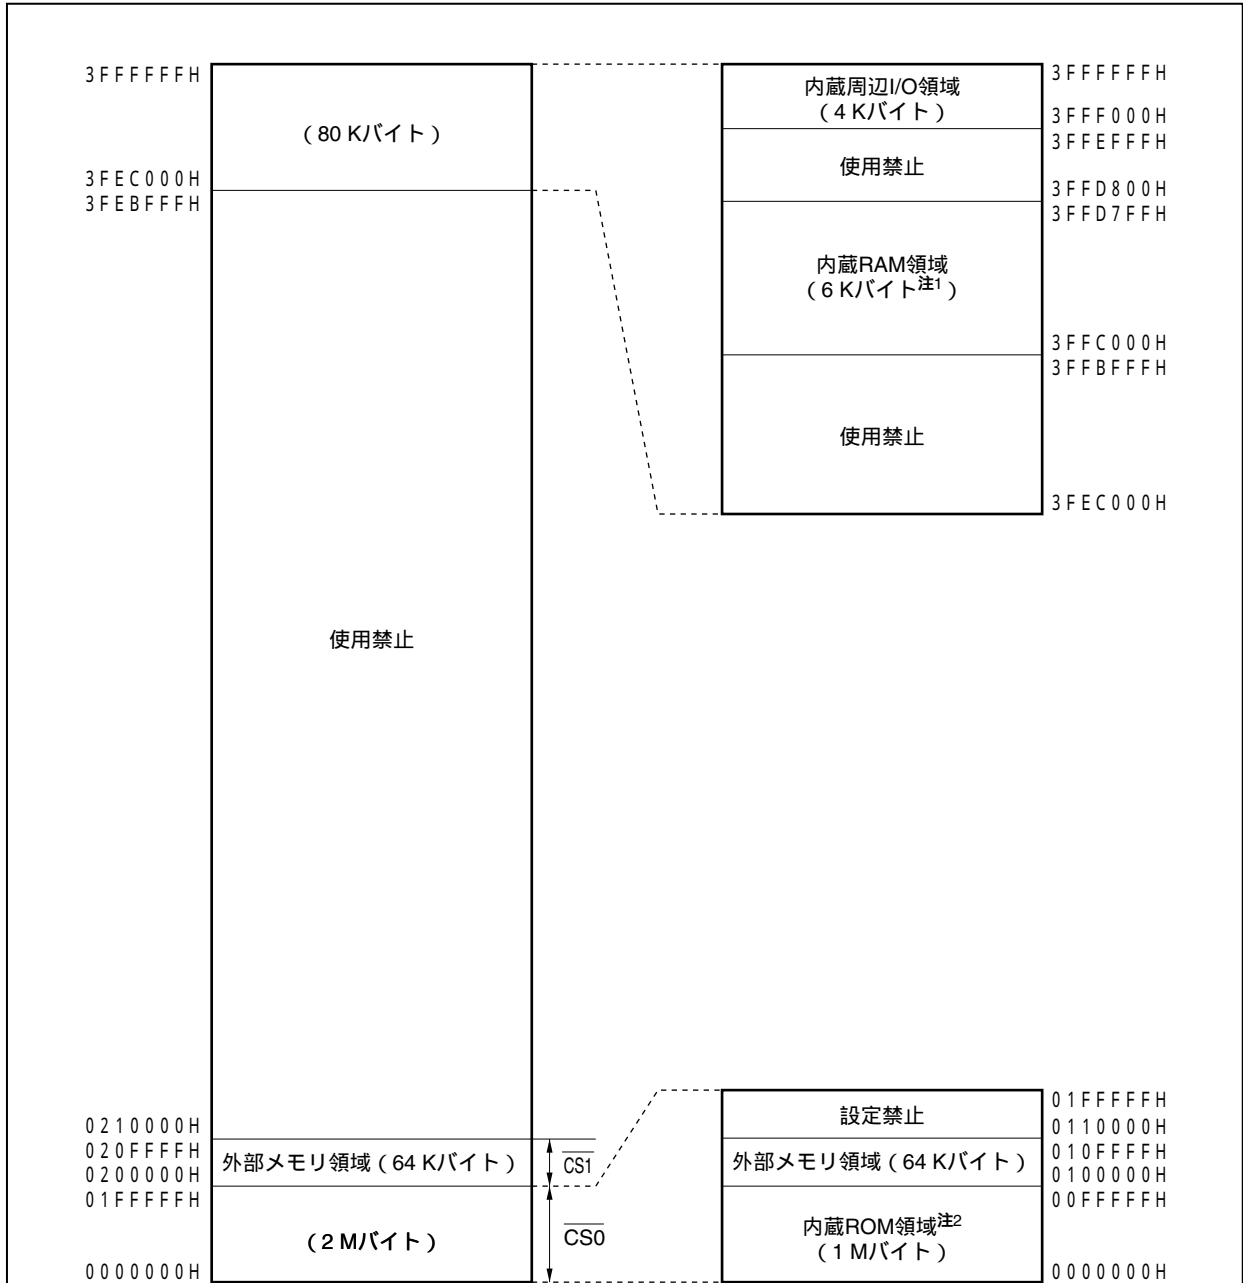 3FFFFFFH
(80 Kバイト)
3FEC000H
3FEBFFFH
使用禁止
0210000H
020FFFFH
外部メモリ領域(64 Kバイト)
0200000H
01FFFFFH
(2 Mバイト)
0000000H
CS1
CS0
内蔵周辺I/O領域
(4 Kバイト)
3FFFFFFH
3FFF000H
3FFEFFFH
使用禁止
3FFD800H
3FFD7FFH
内蔵RAM領域
(6 Kバイト注1)
3FFC000H
3FFBFFFH
使用禁止
3FEC000H
01FFFFFH
設定禁止
0110000H
010FFFFH
外部メモリ領域(64 Kバイト)
0100000H
00FFFFFH
内蔵ROM領域注2
(1 Mバイト)
0000000H